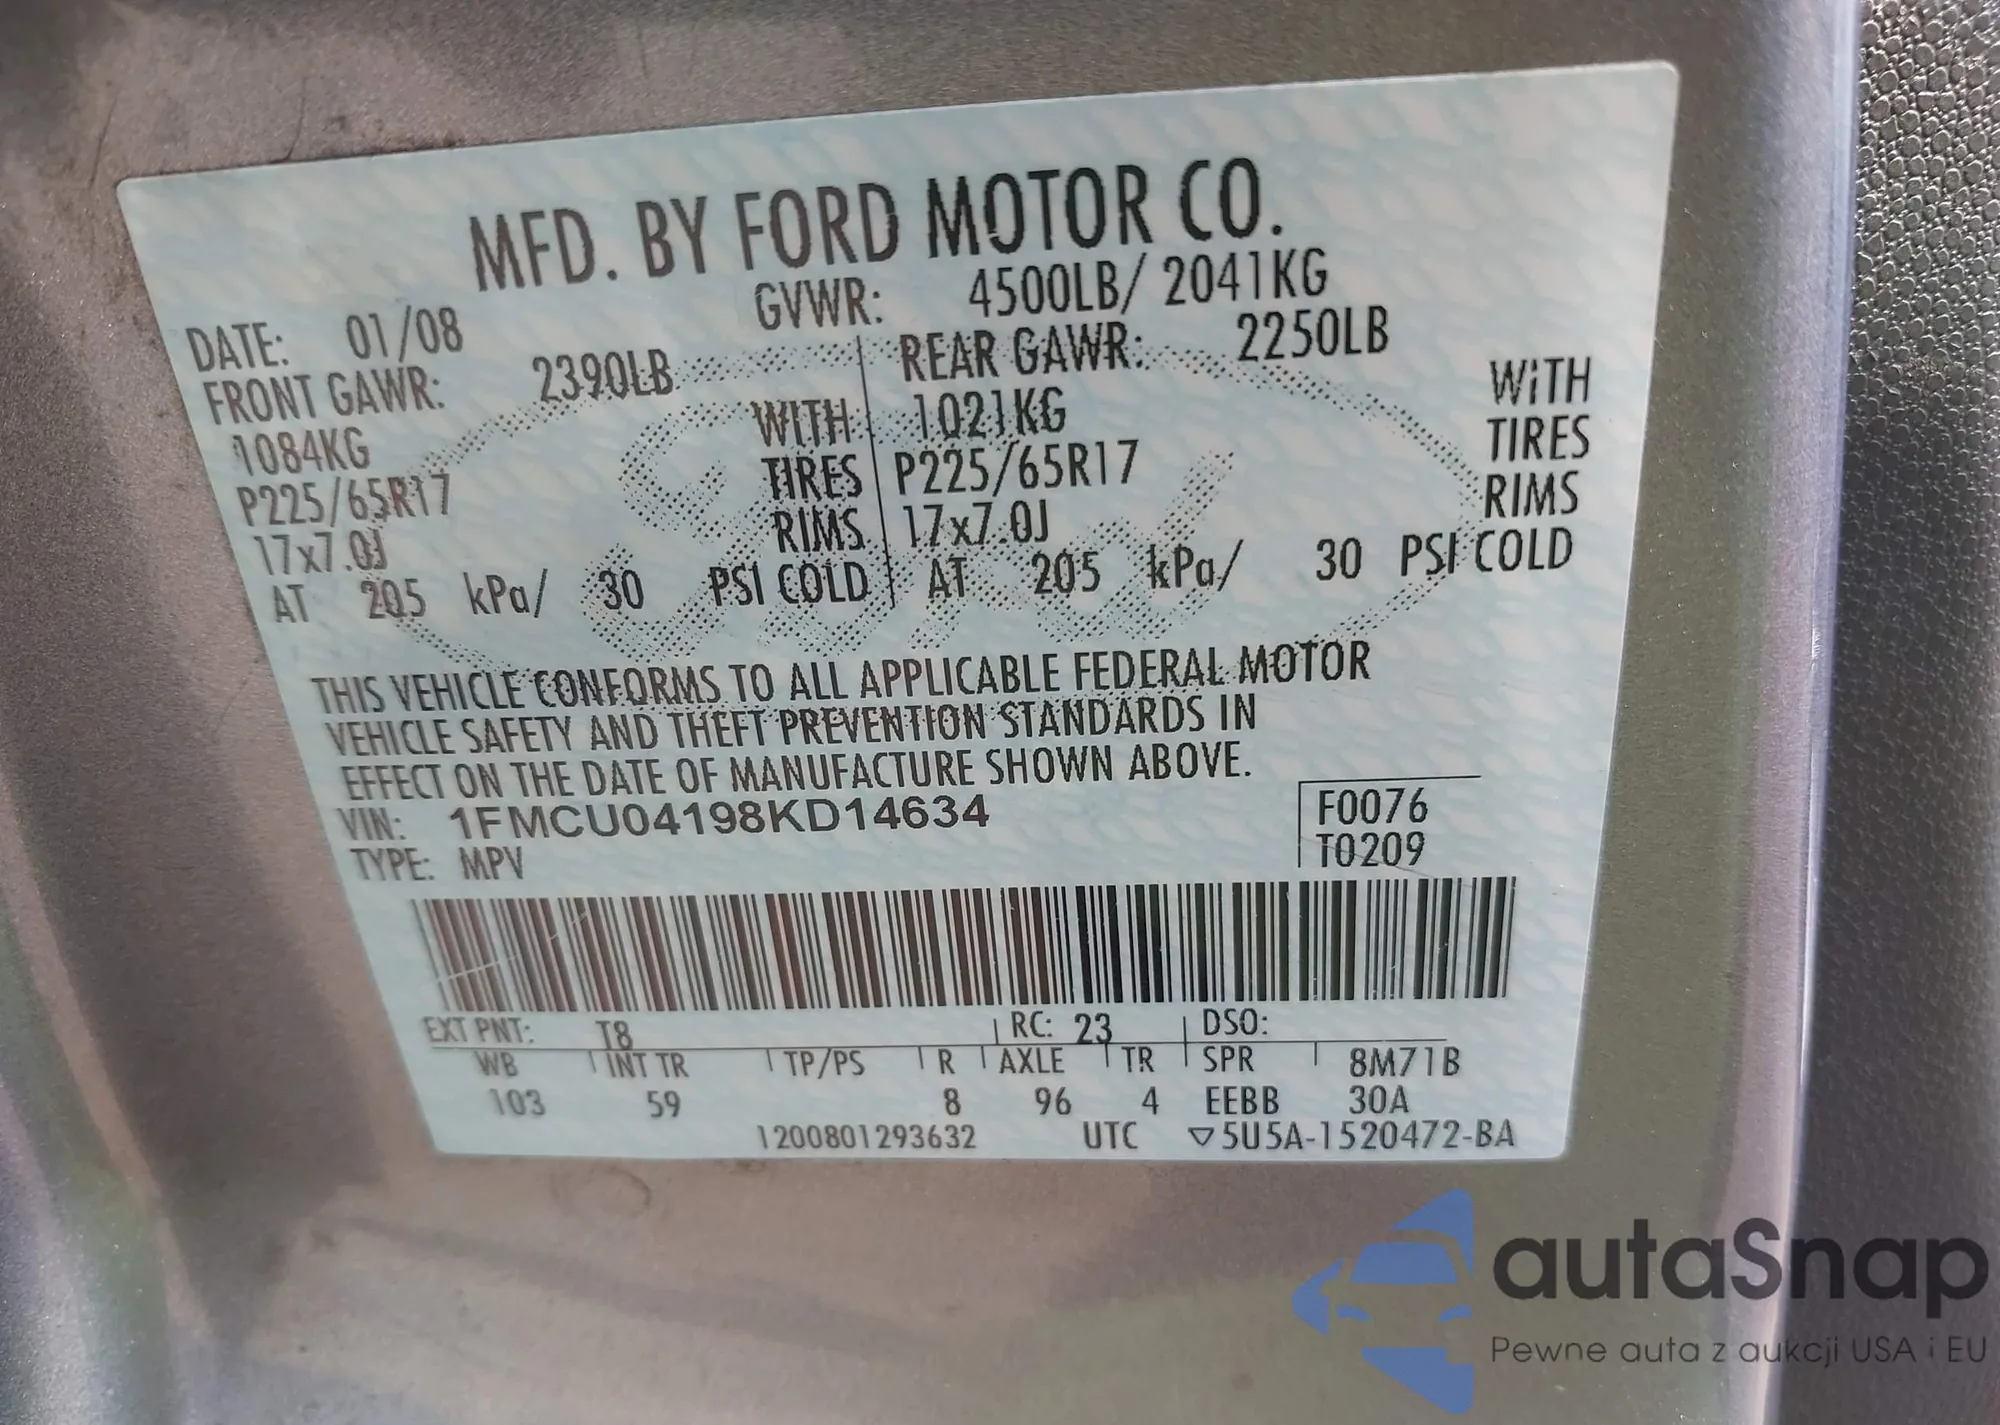 MFD. BY FORD MOTOR CO.
DATE: 01/08 GVWR: 4500LB/ 2041KG
FRONT GAWR: 2390LB REAR GAWR: 2250LB
1084KG WITH 1021KG WiTH
P225/65R17 TIRES P225/65R17 TIRES
17x7.0J RIMS 17x7.0J RIMS
AT 205 kPa/ 30 PSI COLD AT 205 kPa/ 30 PSI COLD
THIS VEHICLE CONFORMS TO ALL APPLICABLE FEDERAL MOTOR
VEHICLE SAFETY AND THEFT PREVENTION STANDARDS IN
EFFECT ON THE DATE OF MANUFACTURE SHOWN ABOVE.
VIN: 1FMCU04198KD14634 F0076
TYPE: MPV T0209
EXT PNT: T8 RC: 23 DSO:
WB INT TR TP/PS R AXLE TR SPR 8M71B
103 59 8 96 4 EEBB 30A
1200801293632 UTC ▽5U5A-1520472-BA
autaSnap
Pewne auta z aukcji USA i EU